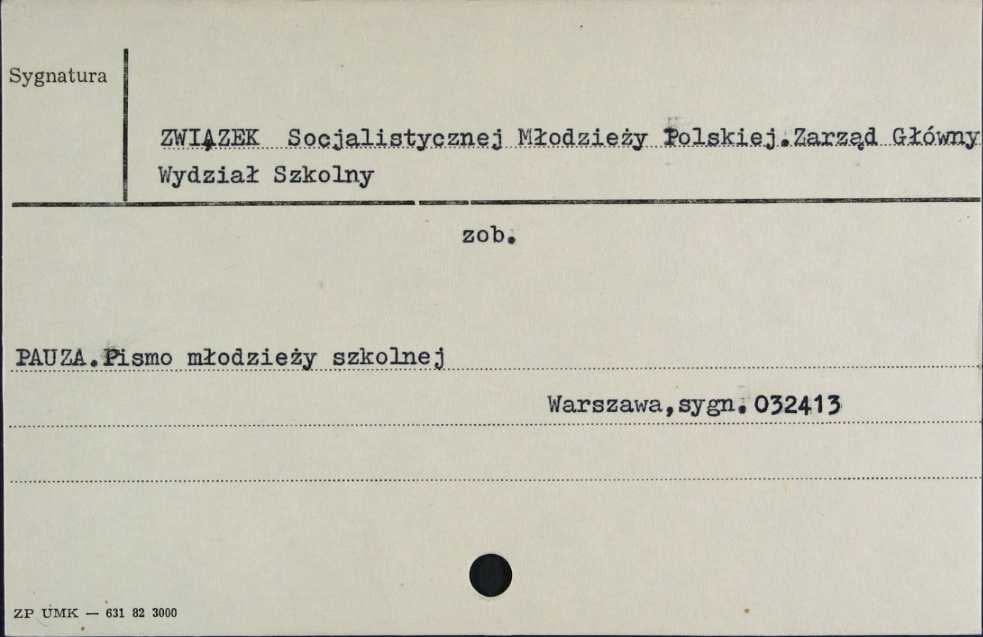 Sygnatura
ZWIĄZEK Socjalistycznej Młodzieży Polskiej.Zarząd Główny
Wydział Szkolny
zob.
PAUZA.Pismo młodzieży szkolnej
Warszawa,sygn.032413
ZP UMK — 631 82 3000